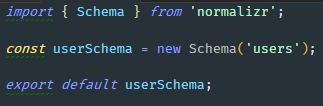 import { Schema } from 'normalizr';
const userSchema = new Schema('users');
export default userSchema;